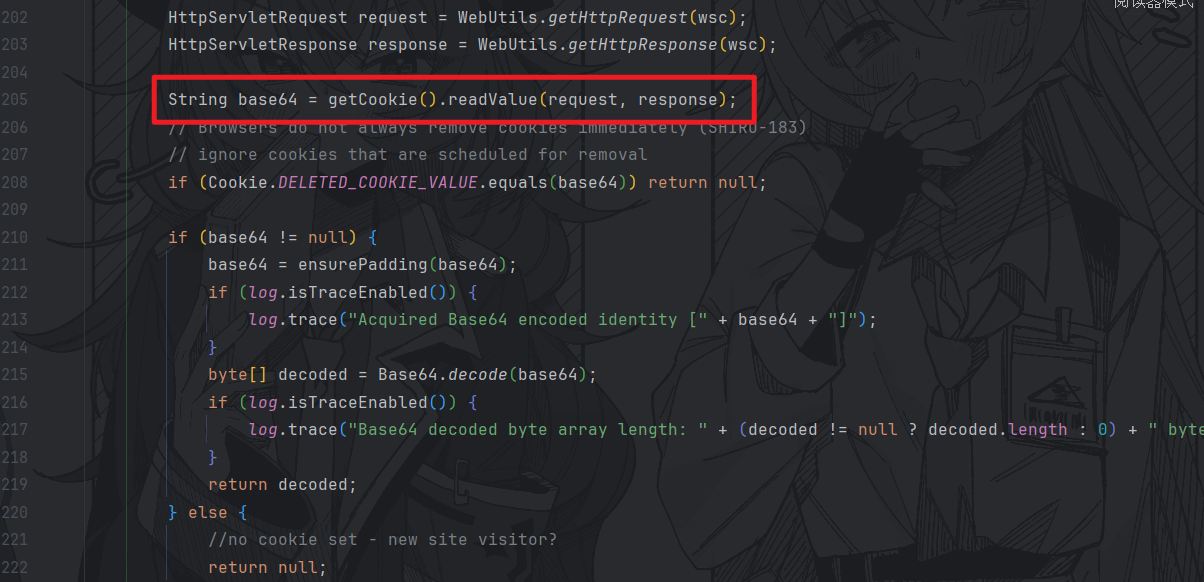 阅读器模式
202 HttpServletRequest request = WebUtils.getHttpRequest(wsc);
203 HttpServletResponse response = WebUtils.getHttpResponse(wsc);
204
205 String base64 = getCookie().readValue(request, response);
206 // Browsers do not always remove cookies immediately (SHIRO-183)
207 // ignore cookies that are scheduled for removal
208 if (Cookie.DELETED_COOKIE_VALUE.equals(base64)) return null;
209
210 if (base64 != null) {
211 base64 = ensurePadding(base64);
212 if (log.isTraceEnabled()) {
213 log.trace("Acquired Base64 encoded identity [" + base64 + "]");
214 }
215 byte[] decoded = Base64.decode(base64);
216 if (log.isTraceEnabled()) {
217 log.trace("Base64 decoded byte array length: " + (decoded != null ? decoded.length : 0) + " byte
218 }
219 return decoded;
220 } else {
221 //no cookie set - new site visitor?
222 return null;